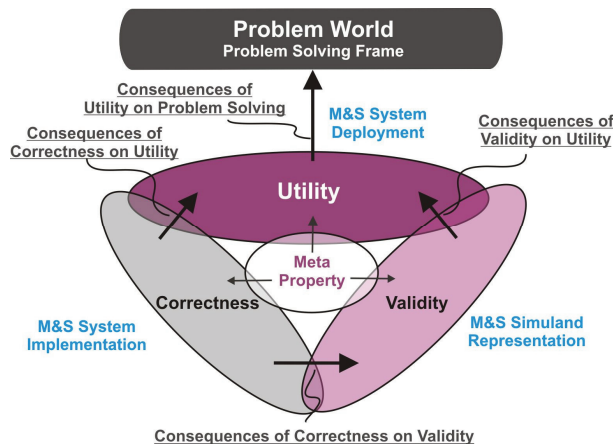 Problem World
Problem Solving Frame
Consequences of
Utility on Problem Solving
M&S System
Deployment
Consequences of
Correctness on Utility
Consequences of
Validity on Utility
Utility
Meta
Property
Correctness
Validity
M&S System
Implementation
M&S Simuland
Representation
Consequences of Correctness on Validity